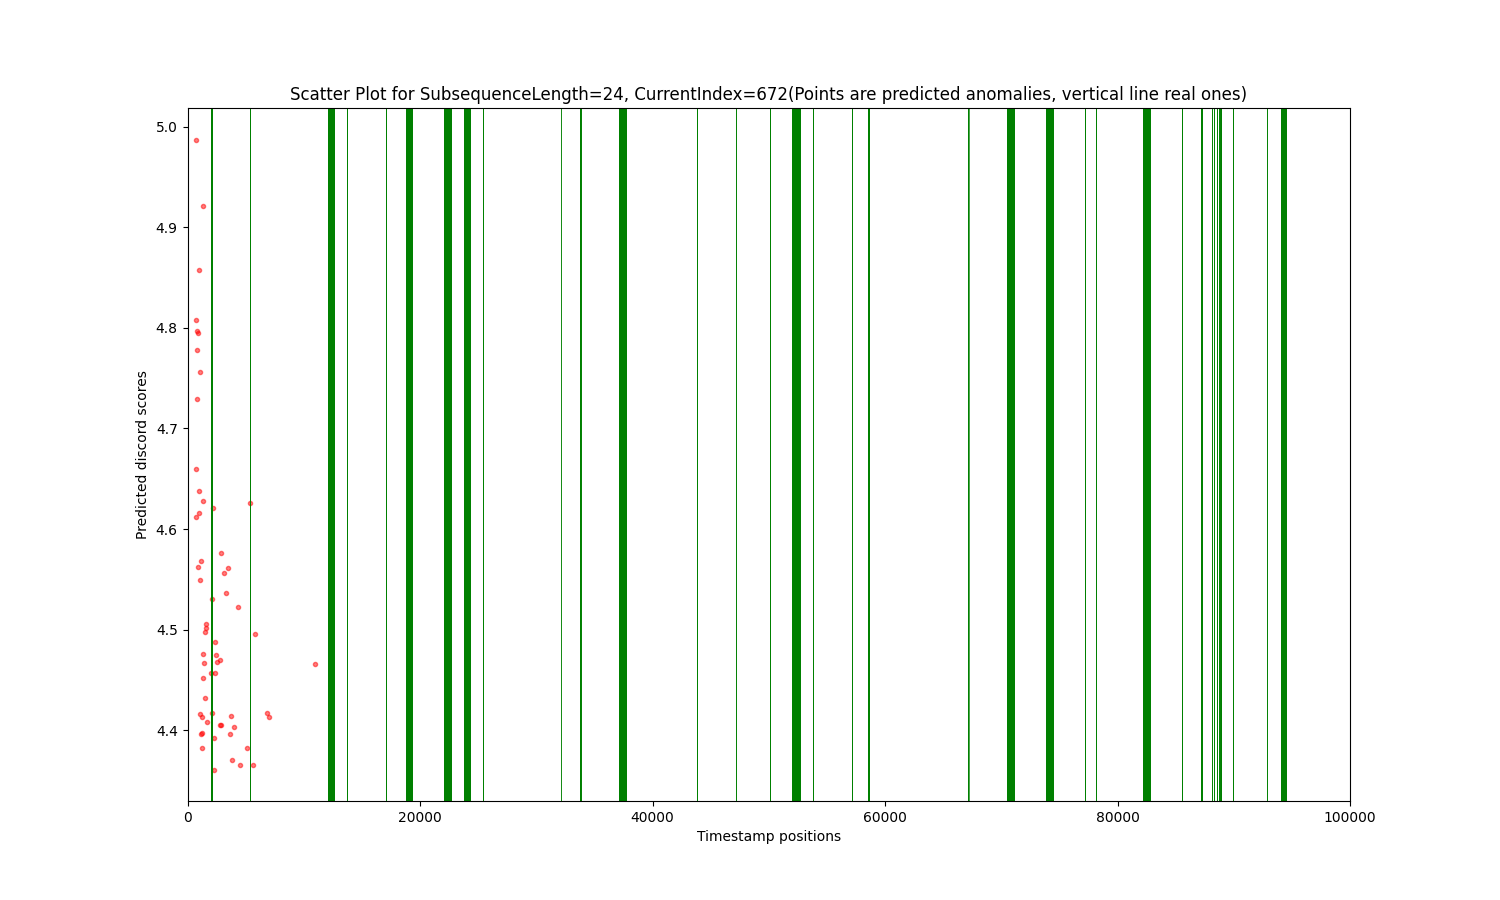 Scatter Plot for SubsequenceLength=24, CurrentIndex=672(Points are predicted anomalies, vertical line real ones)
5.0
4.9
4.8
4.7
4.6
4.5
4.4
Predicted discord scores
0 20000 40000 60000 80000 100000
Timestamp positions